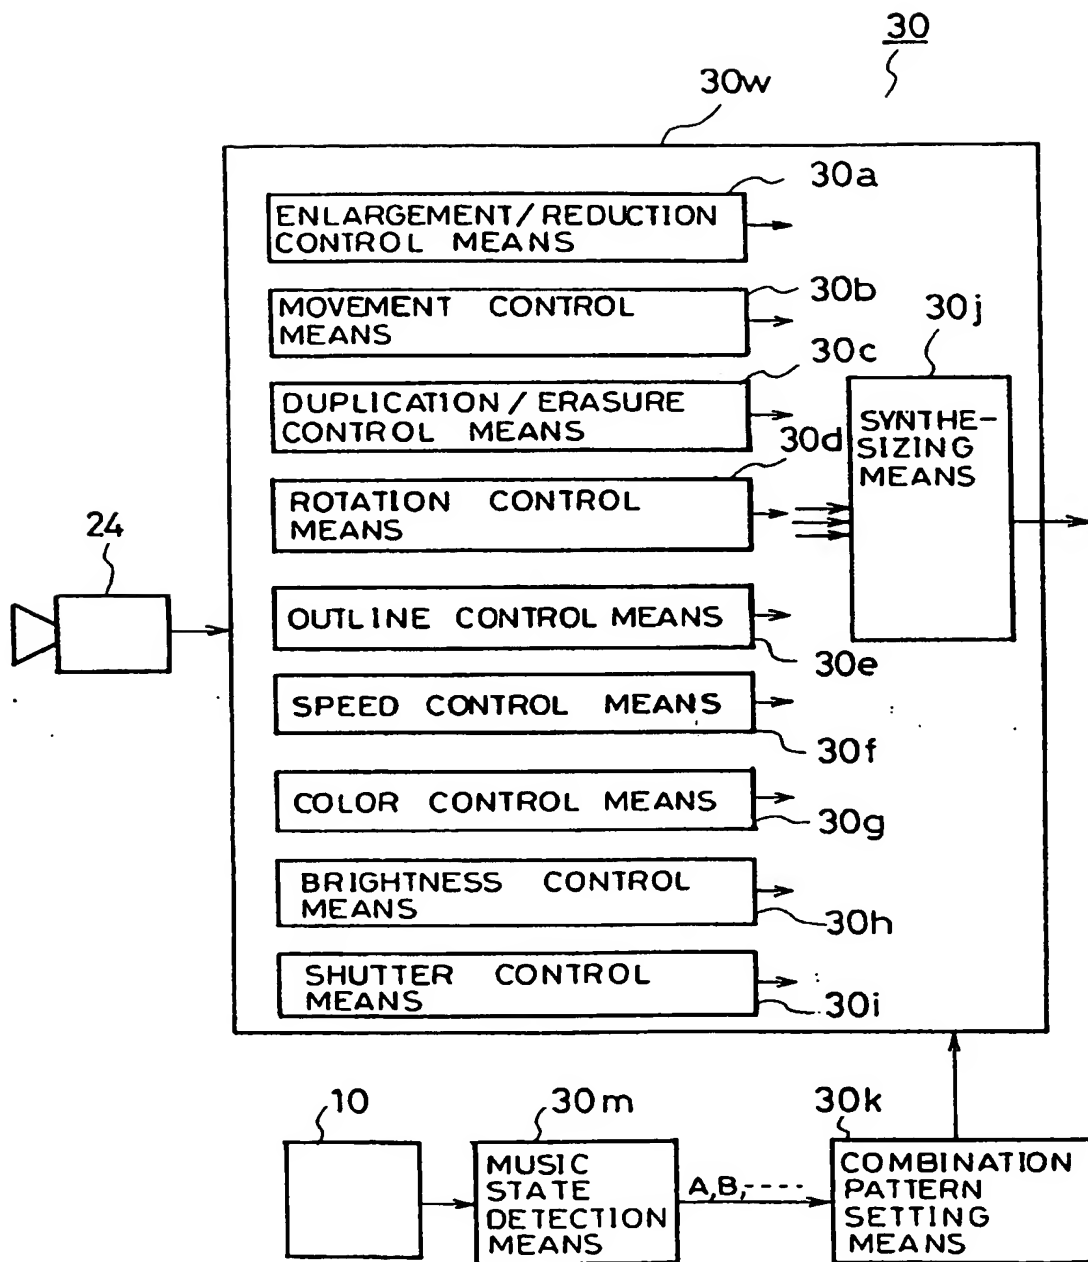 30
30w
30a
ENLARGEMENT/REDUCTION
CONTROL MEANS
30b
MOVEMENT CONTROL
MEANS
30j
30c
DUPLICATION/ERASURE
CONTROL MEANS
SYNTHE-
SIZING
MEANS
30d
ROTATION CONTROL
MEANS
24
OUTLINE CONTROL MEANS
30e
SPEED CONTROL MEANS
30f
COLOR CONTROL MEANS
30g
BRIGHTNESS CONTROL
MEANS
30h
SHUTTER CONTROL
MEANS
30i
10
30m
30k
MUSIC
STATE
DETECTION
MEANS
A,B,----
COMBINATION
PATTERN
SETTING
MEANS